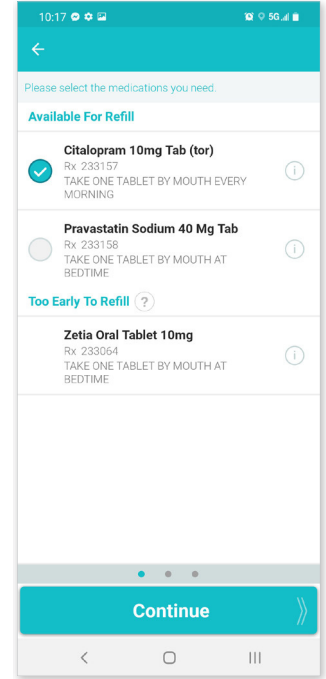 10:17 5G
Please select the medications you need.
Available For Refill
Citalopram 10mg Tab (tor)
Rx 233157
TAKE ONE TABLET BY MOUTH EVERY
MORNING
i
Pravastatin Sodium 40 Mg Tab
Rx 233158
TAKE ONE TABLET BY MOUTH AT
BEDTIME
i
Too Early To Refill ?
Zetia Oral Tablet 10mg
Rx 233064
TAKE ONE TABLET BY MOUTH AT
BEDTIME
i
Continue